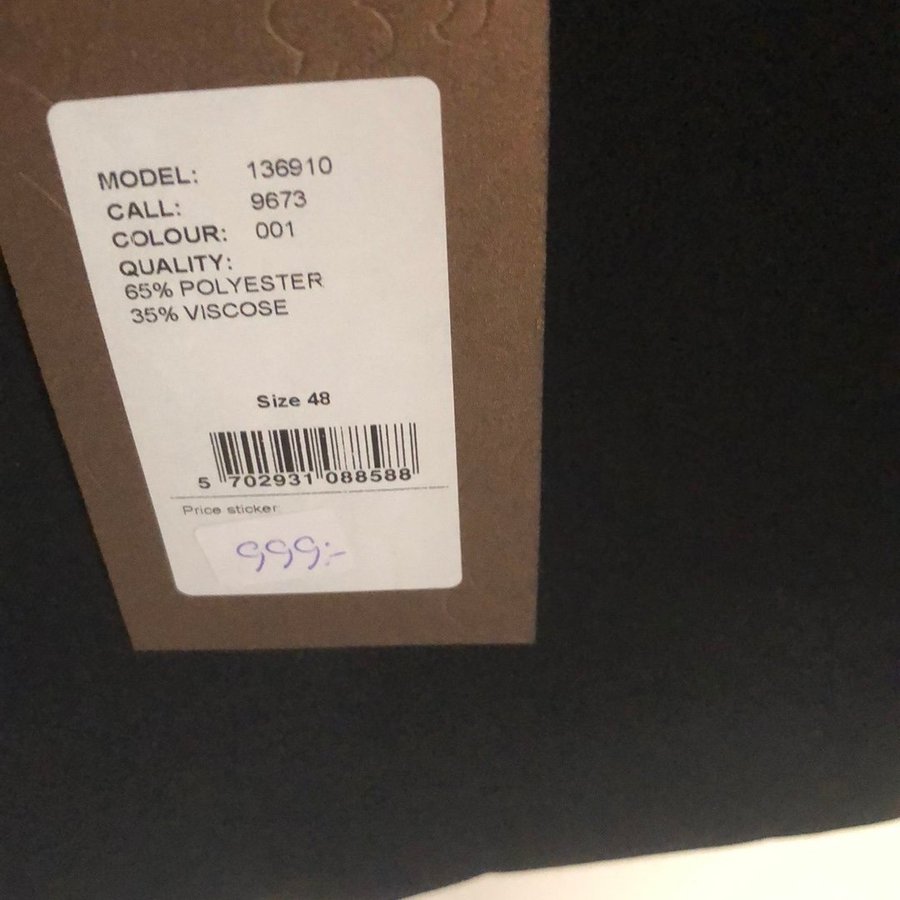 MODEL: 136910
CALL: 9673
COLOUR: 001
QUALITY:
65% POLYESTER
35% VISCOSE
Size 48
5 702931 088588
Price sticker
999:-